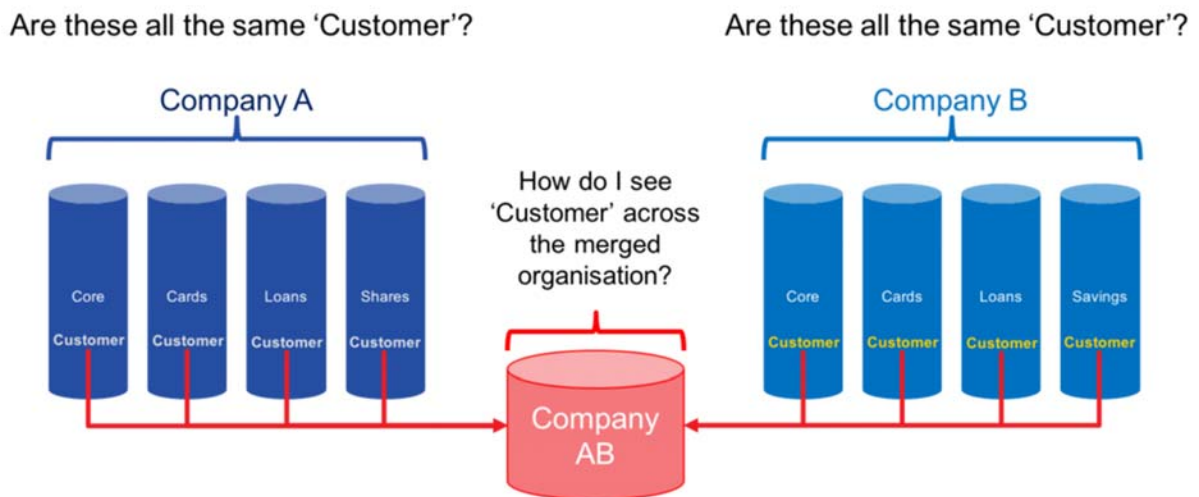 Are these all the same ‘Customer’?
Are these all the same ‘Customer’?
Company A
Company B
How do I see
‘Customer’ across
the merged
organisation?
Core
Cards
Loans
Shares
Customer
Customer
Customer
Customer
Core
Cards
Loans
Savings
Customer
Customer
Customer
Customer
Company
AB